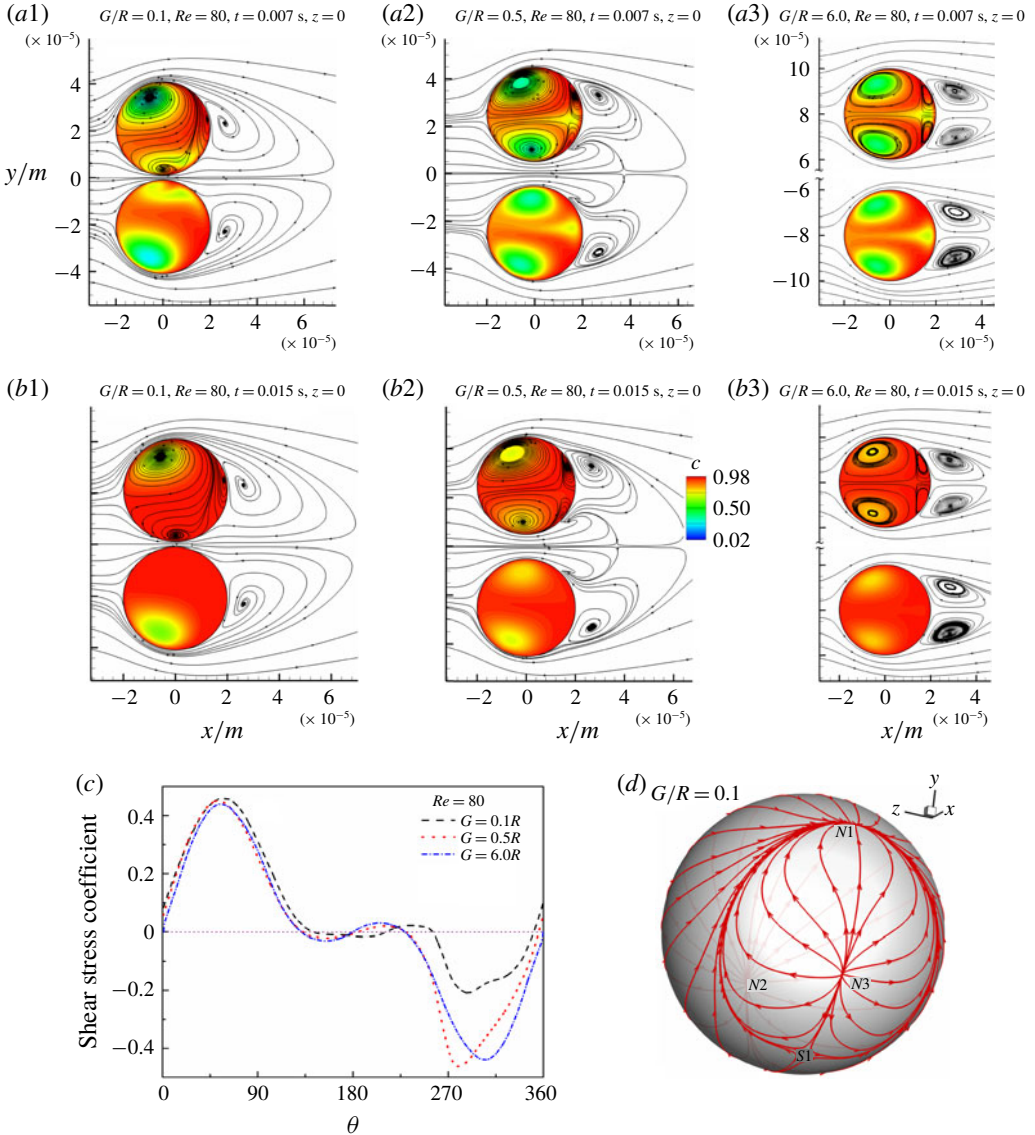 (a1) G/R = 0.1, Re = 80, t = 0.007 s, z = 0
(× 10⁻⁵)
4
2
y/m 0
−2
−4
−2 0 2 4 6
(× 10⁻⁵)
(a2) G/R = 0.5, Re = 80, t = 0.007 s, z = 0
(× 10⁻⁵)
4
2
0
−2
−4
−2 0 2 4 6
(× 10⁻⁵)
(a3) G/R = 6.0, Re = 80, t = 0.007 s, z = 0
(× 10⁻⁵)
10
8
6
−6
−8
−10
−2 0 2 4
(× 10⁻⁵)
(b1) G/R = 0.1, Re = 80, t = 0.015 s, z = 0
−2 0 2 4 6
(× 10⁻⁵)
x/m
(b2) G/R = 0.5, Re = 80, t = 0.015 s, z = 0
c
0.98
0.50
0.02
−2 0 2 4 6
(× 10⁻⁵)
x/m
(b3) G/R = 6.0, Re = 80, t = 0.015 s, z = 0
−2 0 2 4
(× 10⁻⁵)
x/m
(c)
Shear stress coefficient
0.4
0.2
0
−0.2
−0.4
Re = 80
G = 0.1R
G = 0.5R
G = 6.0R
0 90 180 270 360
θ
(d) G/R = 0.1
y
z x
N1
N2 N3
S1